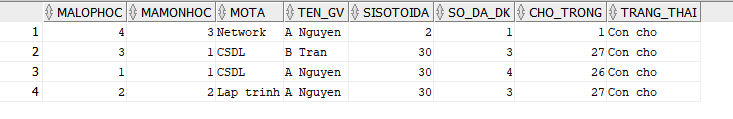 MALOPHOC MAMONHOC MOTA TEN_GV SISOTOIDA SO_DA_DK CHO_TRONG TRANG_THAI
1 4 3 Network A Nguyen 2 1 1 Con cho
2 3 1 CSDL B Tran 30 3 27 Con cho
3 1 1 CSDL A Nguyen 30 4 26 Con cho
4 2 2 Lap trinh A Nguyen 30 3 27 Con cho